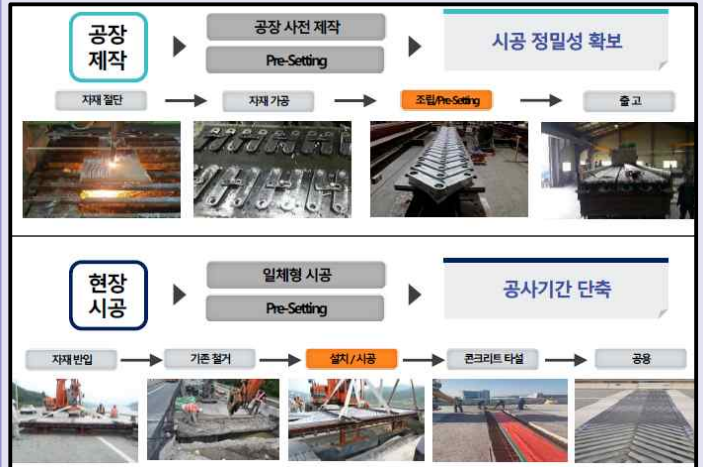 공장
제작
공장 사전 제작
Pre-Setting
시공 정밀성 확보
자재 절단
자재 가공
조립/Pre-Setting
출고
현장
시공
일체형 시공
Pre-Setting
공사기간 단축
자재 반입
기존 철거
설치 / 시공
콘크리트 타설
공용